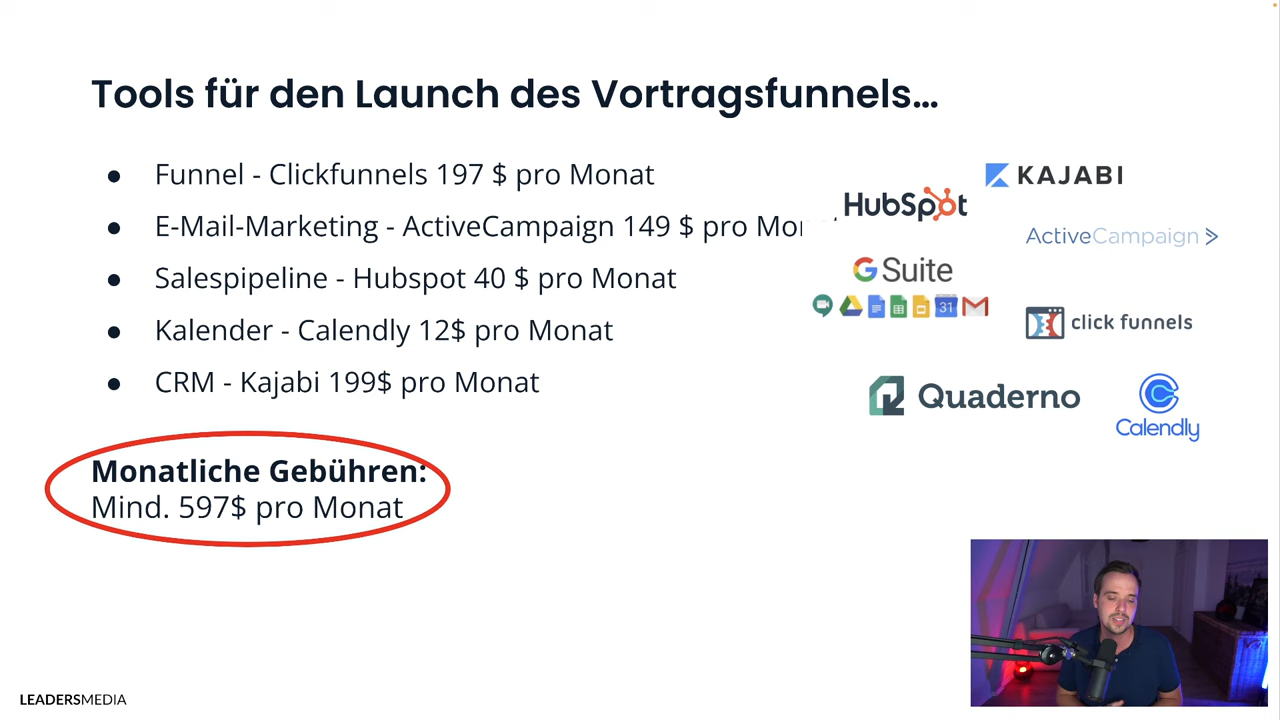 Tools für den Launch des Vortragsfunnels...
● Funnel - Clickfunnels 197 $ pro Monat
● E-Mail-Marketing - ActiveCampaign 149 $ pro
● Salespipeline - Hubspot 40 $ pro Monat
● Kalender - Calendly 12$ pro Monat
● CRM - Kajabi 199$ pro Monat
Monatliche Gebühren:
Mind. 597$ pro Monat
KAJABI
HubSpot
ActiveCampaign
G Suite
31
click funnels
Quaderno
Calendly
LEADERSMEDIA